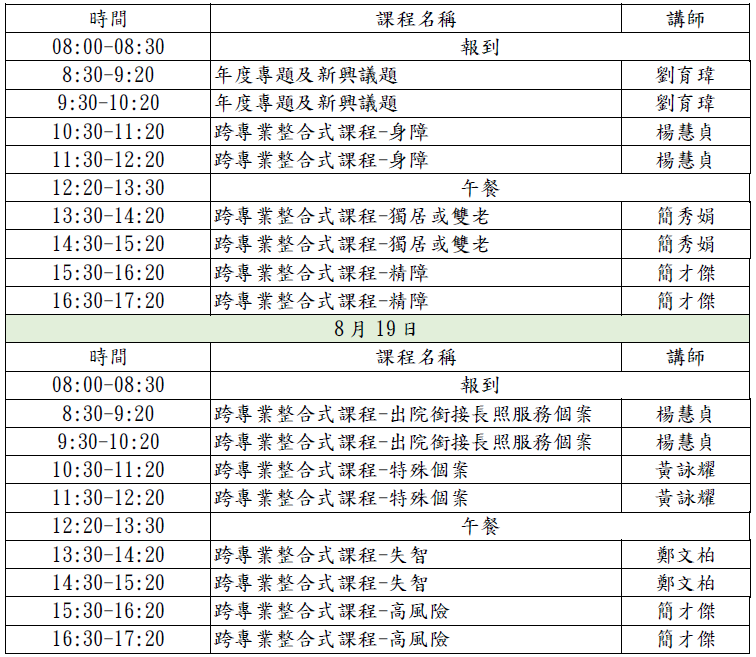 時間 課程名稱 講師
08:00-08:30 報到
8:30-9:20 年度專題及新興議題 劉育瑋
9:30-10:20 年度專題及新興議題 劉育瑋
10:30-11:20 跨專業整合式課程-身障 楊慧貞
11:30-12:20 跨專業整合式課程-身障 楊慧貞
12:20-13:30 午餐
13:30-14:20 跨專業整合式課程-獨居或雙老 簡秀娟
14:30-15:20 跨專業整合式課程-獨居或雙老 簡秀娟
15:30-16:20 跨專業整合式課程-精障 簡才傑
16:30-17:20 跨專業整合式課程-精障 簡才傑
8月19日
時間 課程名稱 講師
08:00-08:30 報到
8:30-9:20 跨專業整合式課程-出院銜接長照服務個案 楊慧貞
9:30-10:20 跨專業整合式課程-出院銜接長照服務個案 楊慧貞
10:30-11:20 跨專業整合式課程-特殊個案 黃詠耀
11:30-12:20 跨專業整合式課程-特殊個案 黃詠耀
12:20-13:30 午餐
13:30-14:20 跨專業整合式課程-失智 鄭文柏
14:30-15:20 跨專業整合式課程-失智 鄭文柏
15:30-16:20 跨專業整合式課程-高風險 簡才傑
16:30-17:20 跨專業整合式課程-高風險 簡才傑